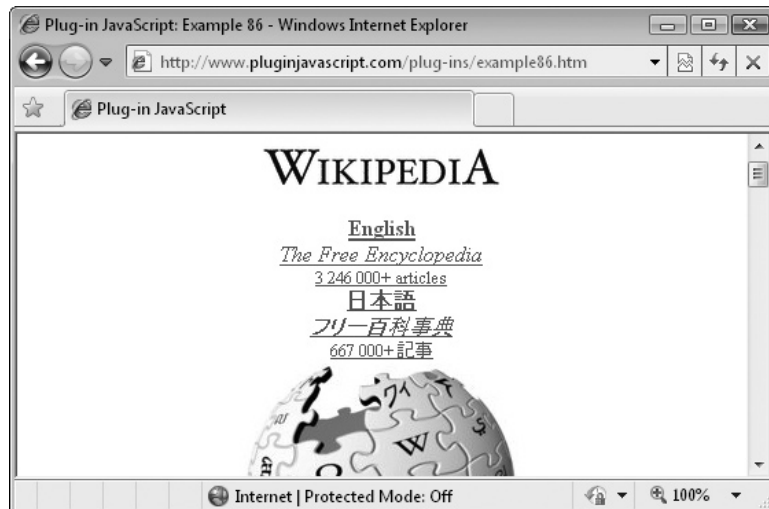 Plug-in JavaScript: Example 86 - Windows Internet Explorer
http://www.pluginjavascript.com/plug-ins/example86.htm
Plug-in JavaScript
WIKIPEDIA
English
The Free Encyclopedia
3 246 000+ articles
日本語
フリー百科事典
667 000+ 記事
ワィ
W
Internet | Protected Mode: Off
100%